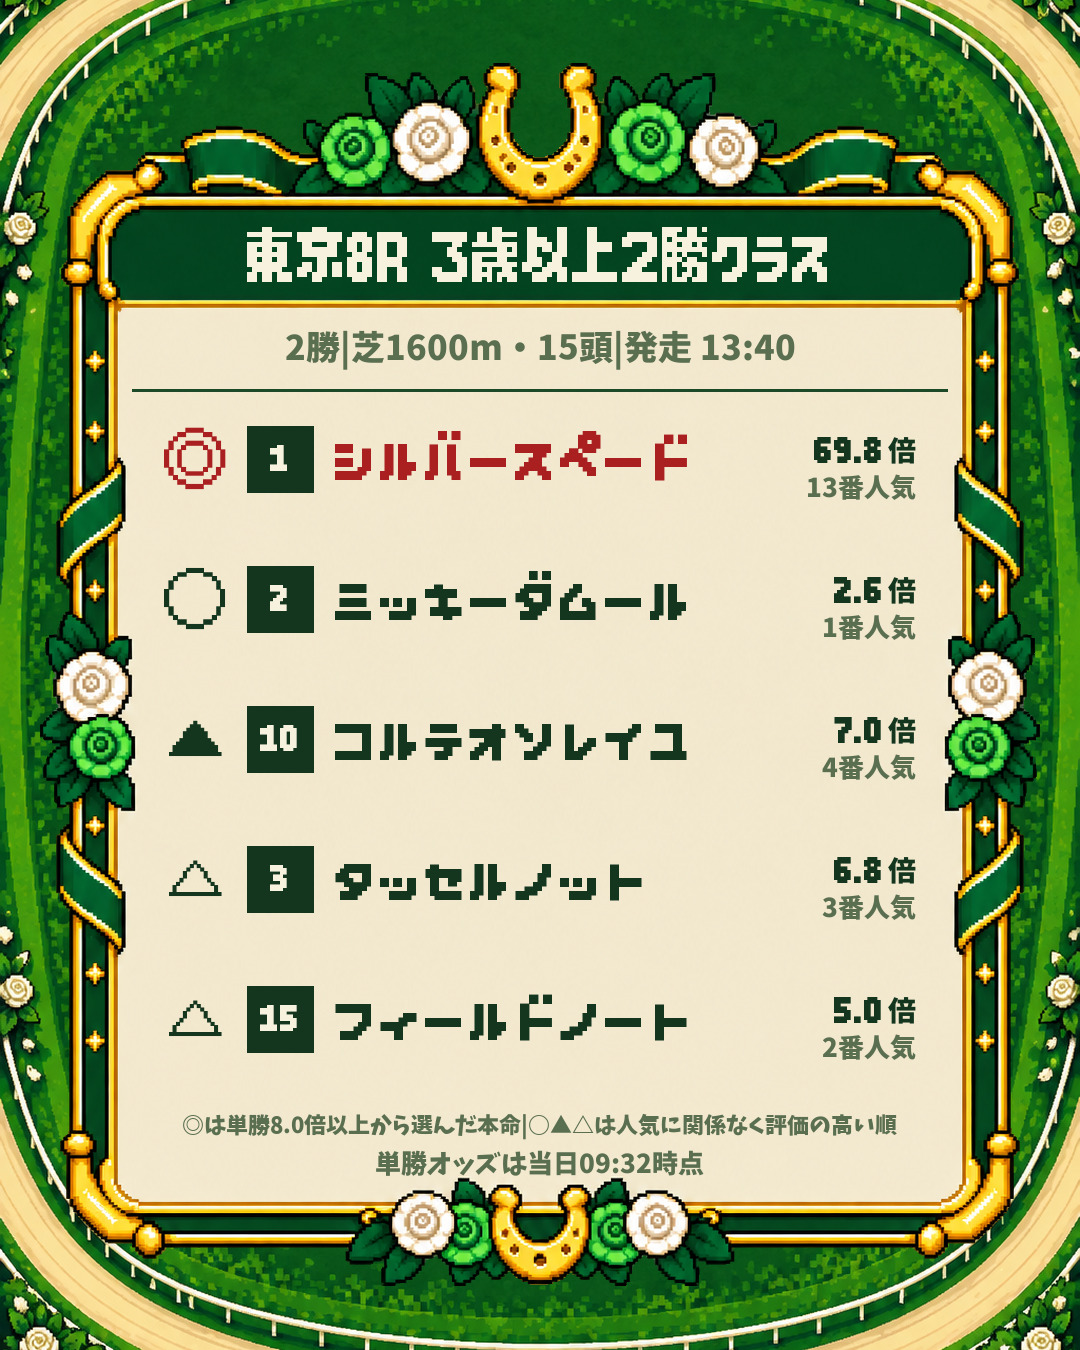 東京8R 3歳以上2勝クラス
2勝|芝1600m・15頭|発走 13:40
◎ 1 シルバースペード 69.8倍
13番人気
○ 2 ミッキーダムール 2.6倍
1番人気
▲ 10 コルテオソレイユ 7.0倍
4番人気
△ 3 タッセルノット 6.8倍
3番人気
△ 15 フィールドノート 5.0倍
2番人気
◎は単勝8.0倍以上から選んだ本命|○▲△は人気に関係なく評価の高い順
単勝オッズは当日09:32時点